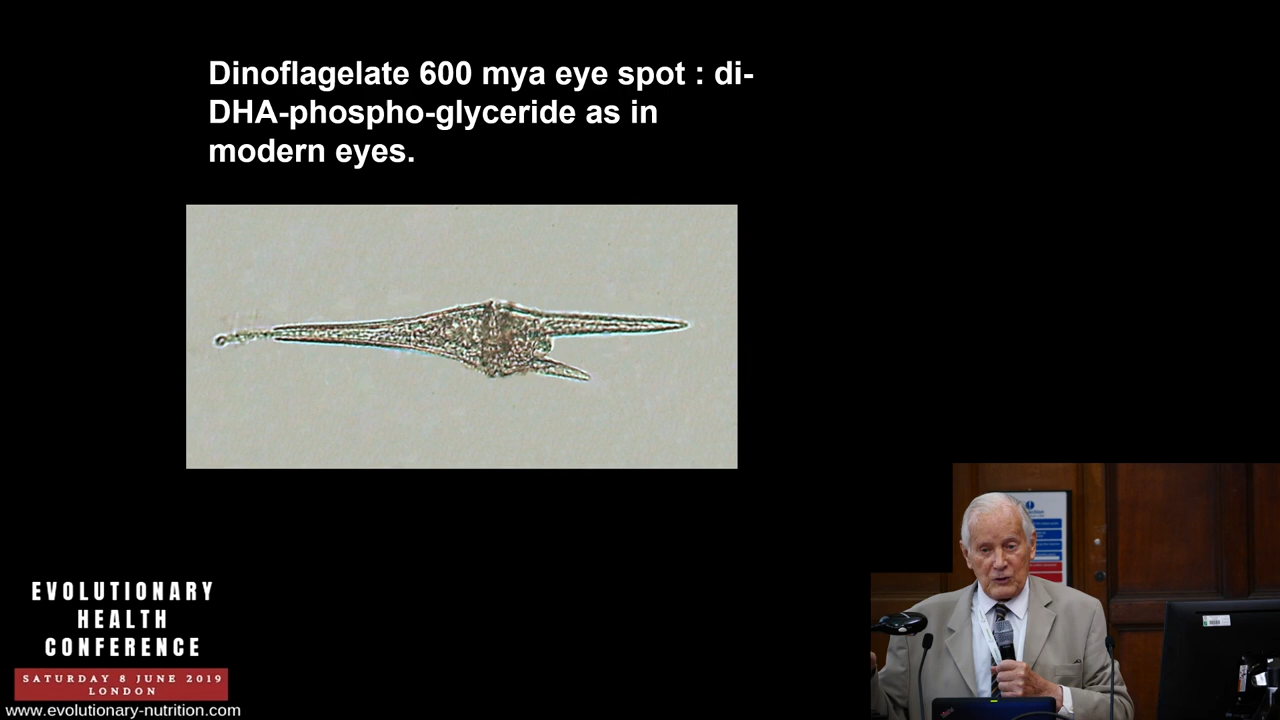 Dinoflagelate 600 mya eye spot : di-
DHA-phospho-glyceride as in
modern eyes.
EVOLUTIONARY
HEALTH
CONFERENCE
SATURDAY 8 JUNE 2019
LONDON
www.evolutionary-nutrition.com